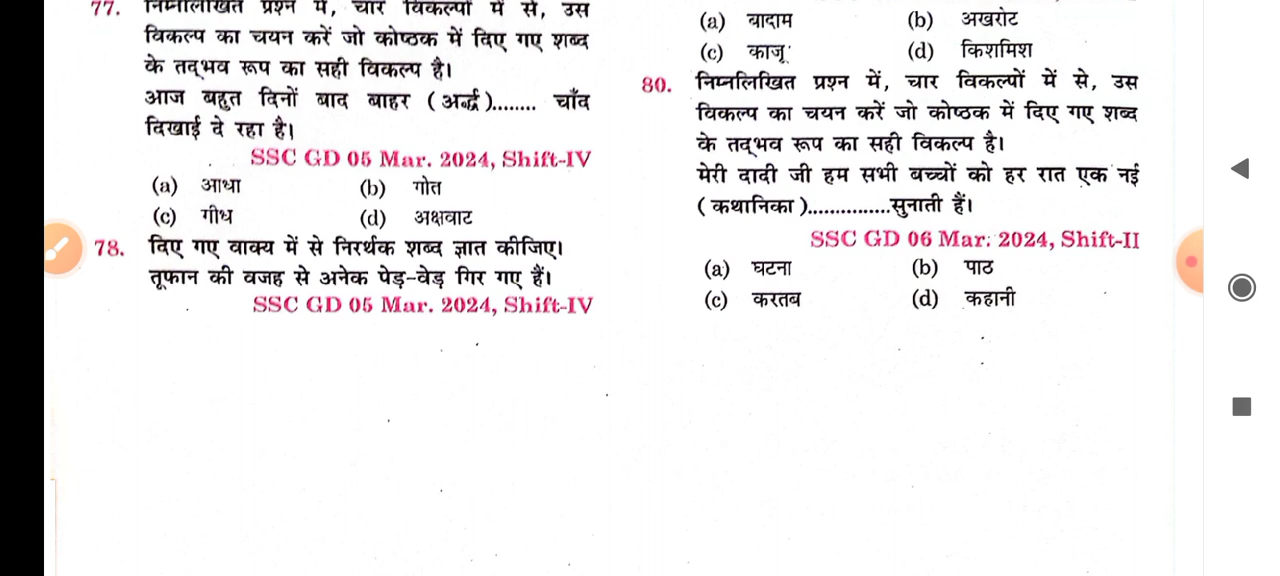 77. निम्नलिखित प्रश्न में, चार विकल्पों में से, उस
विकल्प का चयन करें जो कोष्ठक में दिए गए शब्द
के तद्भव रूप का सही विकल्प है।
आज बहुत दिनों बाद बाहर (अर्द्ध)........ चाँद
दिखाई दे रहा है।
SSC GD 05 Mar. 2024, Shift-IV
(a) आधा (b) गोत
(c) गीध (d) अक्षवाट
78. दिए गए वाक्य में से निरर्थक शब्द ज्ञात कीजिए।
तूफान की वजह से अनेक पेड़-वेड़ गिर गए हैं।
SSC GD 05 Mar. 2024, Shift-IV
(a) बादाम (b) अखरोट
(c) काजू (d) किशमिश
80. निम्नलिखित प्रश्न में, चार विकल्पों में से, उस
विकल्प का चयन करें जो कोष्ठक में दिए गए शब्द
के तद्भव रूप का सही विकल्प है।
मेरी दादी जी हम सभी बच्चों को हर रात एक नई
(कथानिका)...............सुनाती हैं।
SSC GD 06 Mar. 2024, Shift-II
(a) घटना (b) पाठ
(c) करतब (d) कहानी